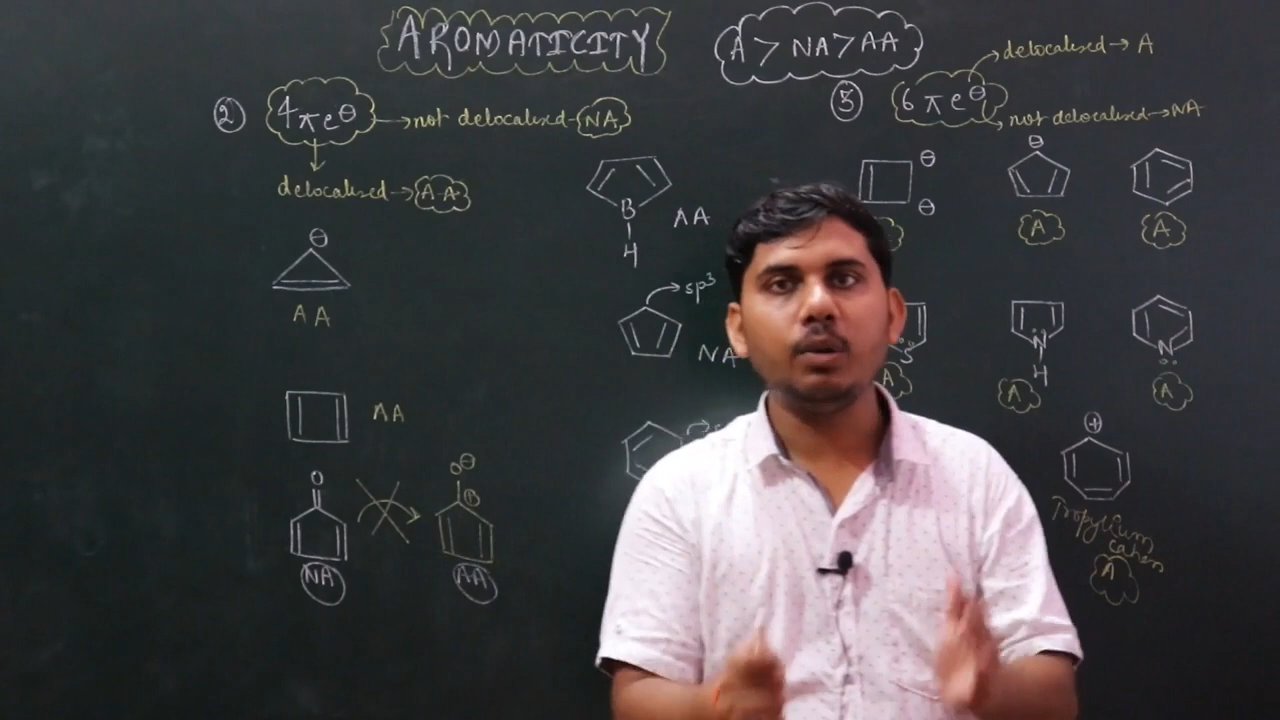 AROMATICITY
A > NA > AA
② 4πe⊖ → not delocalised - NA
delocalised → A·A·
⊖
AA
AA
O
NA
O⊖
⊕
AA
B
H
AA
sp³
NA
③ 6πe⊖
delocalised → A
not delocalised → NA
⊖
⊖
⊖
A
A
S
A
N
H
A
N
A
⊕
Tropylium
cation
A